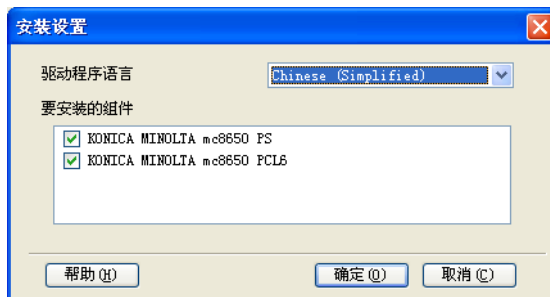 安装设置
驱动程序语言 Chinese (Simplified)
要安装的组件
KONICA MINOLTA mc8650 PS
KONICA MINOLTA mc8650 PCL6
帮助(H) 确定(O) 取消(C)